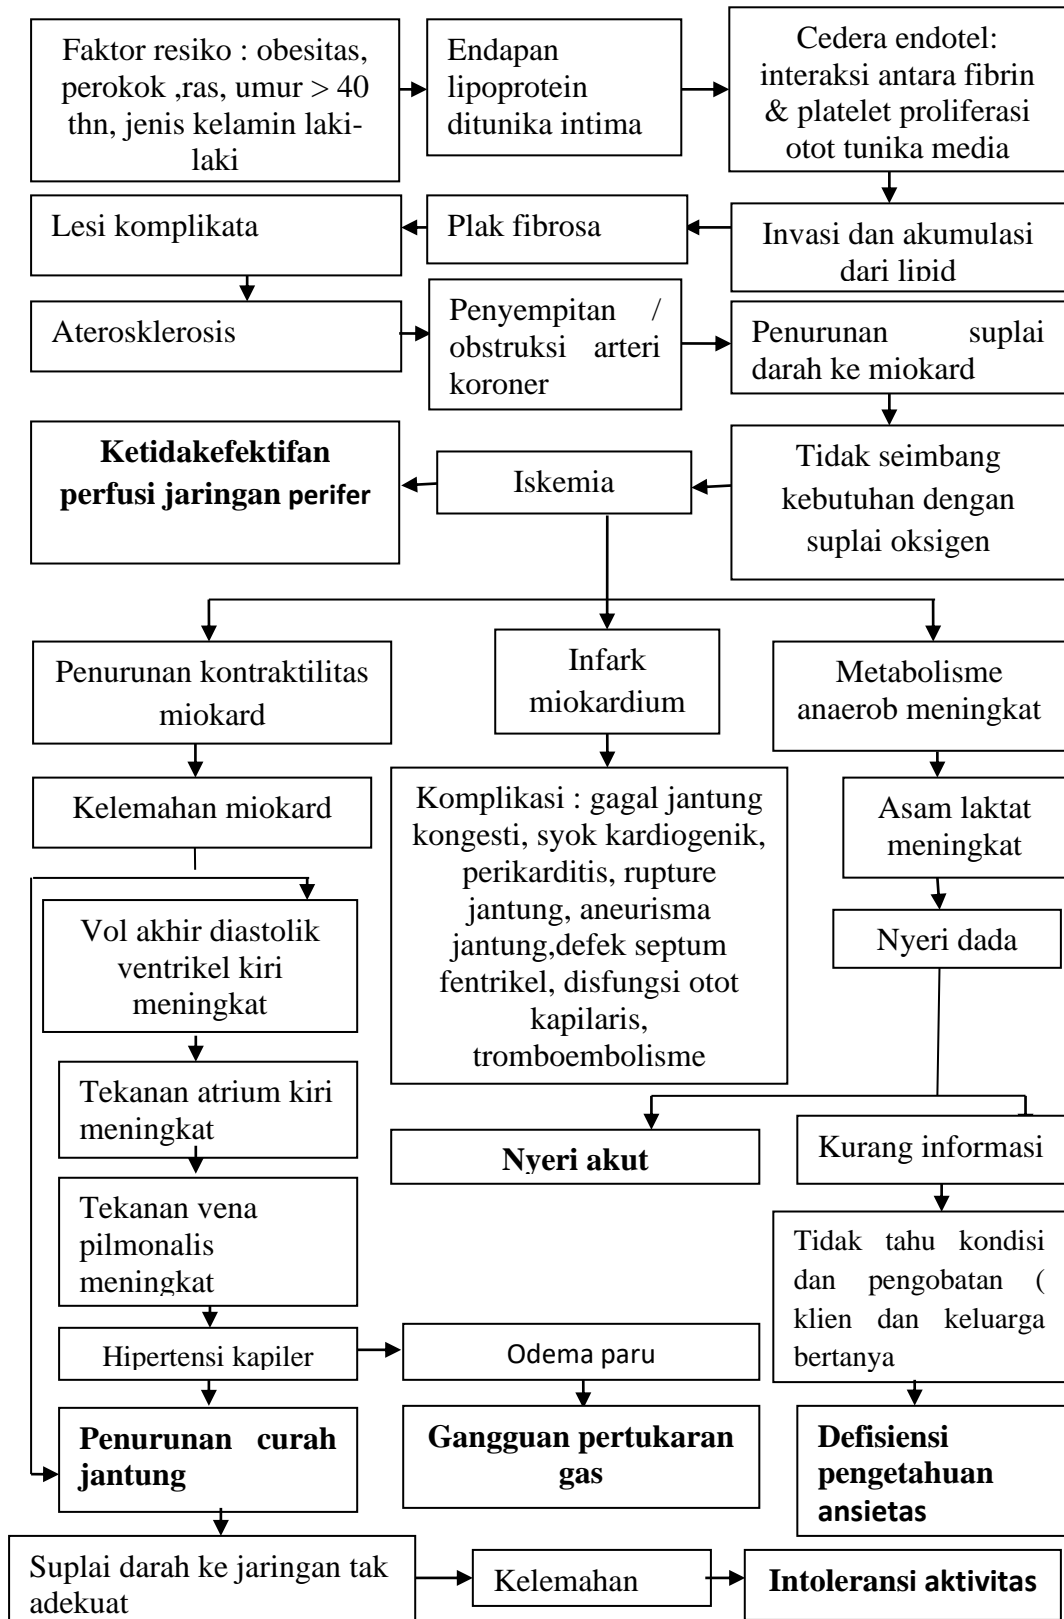 Faktor resiko : obesitas,
perokok ,ras, umur > 40
thn, jenis kelamin laki-
laki
Endapan
lipoprotein
ditunika intima
Cedera endotel:
interaksi antara fibrin
& platelet proliferasi
otot tunika media
Lesi komplikata
Plak fibrosa
Invasi dan akumulasi
dari lipid
Aterosklerosis
Penyempitan /
obstruksi arteri
koroner
Penurunan suplai
darah ke miokard
Ketidakefektifan
perfusi jaringan perifer
Iskemia
Tidak seimbang
kebutuhan dengan
suplai oksigen
Penurunan kontraktilitas
miokard
Infark
miokardium
Metabolisme
anaerob meningkat
Kelemahan miokard
Komplikasi : gagal jantung
kongesti, syok kardiogenik,
perikarditis, rupture
jantung, aneurisma
jantung,defek septum
fentrikel, disfungsi otot
kapilaris,
tromboembolisme
Asam laktat
meningkat
Vol akhir diastolik
ventrikel kiri
meningkat
Nyeri dada
Tekanan atrium kiri
meningkat
Nyeri akut
Kurang informasi
Tekanan vena
pilmonalis
meningkat
Tidak tahu kondisi
dan pengobatan (
klien dan keluarga
bertanya
Hipertensi kapiler
Odema paru
Penurunan curah
jantung
Gangguan pertukaran
gas
Defisiensi
pengetahuan
ansietas
Suplai darah ke jaringan tak
adekuat
Kelemahan
Intoleransi aktivitas